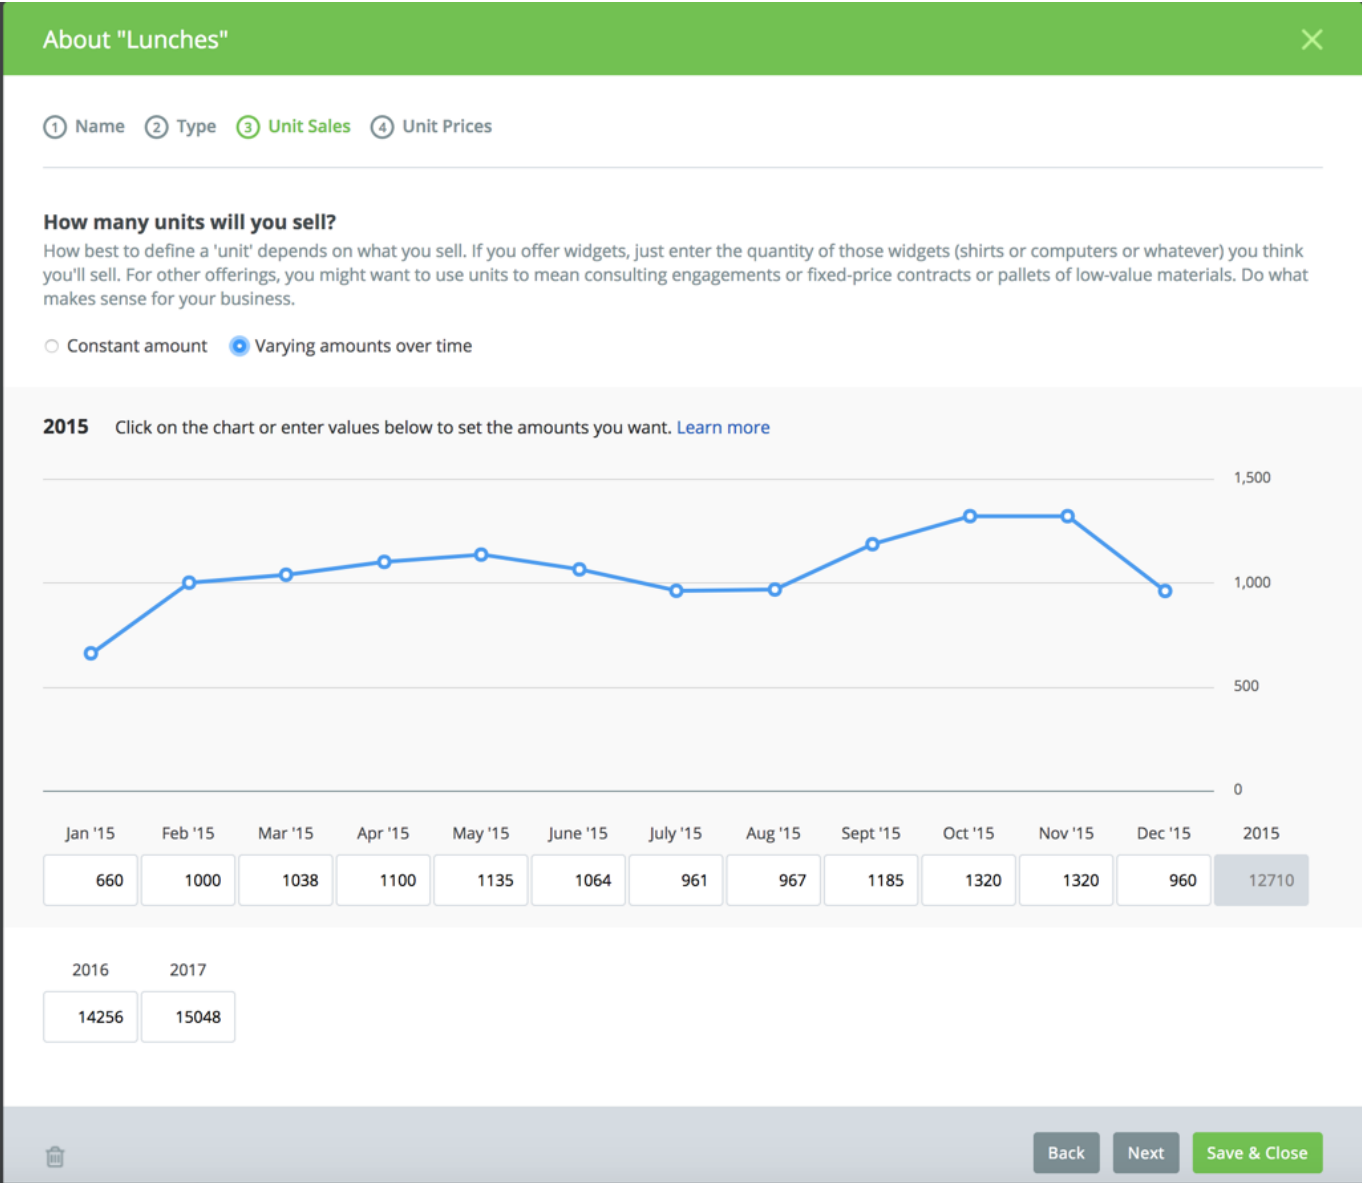 About "Lunches"
1 Name 2 Type 3 Unit Sales 4 Unit Prices
How many units will you sell?
How best to define a 'unit' depends on what you sell. If you offer widgets, just enter the quantity of those widgets (shirts or computers or whatever) you think
you'll sell. For other offerings, you might want to use units to mean consulting engagements or fixed-price contracts or pallets of low-value materials. Do what
makes sense for your business.
Constant amount Varying amounts over time
2015 Click on the chart or enter values below to set the amounts you want. Learn more
1,500
1,000
500
0
Jan '15 Feb '15 Mar '15 Apr '15 May '15 June '15 July '15 Aug '15 Sept '15 Oct '15 Nov '15 Dec '15 2015
660 1000 1038 1100 1135 1064 961 967 1185 1320 1320 960 12710
2016 2017
14256 15048
Back Next Save & Close